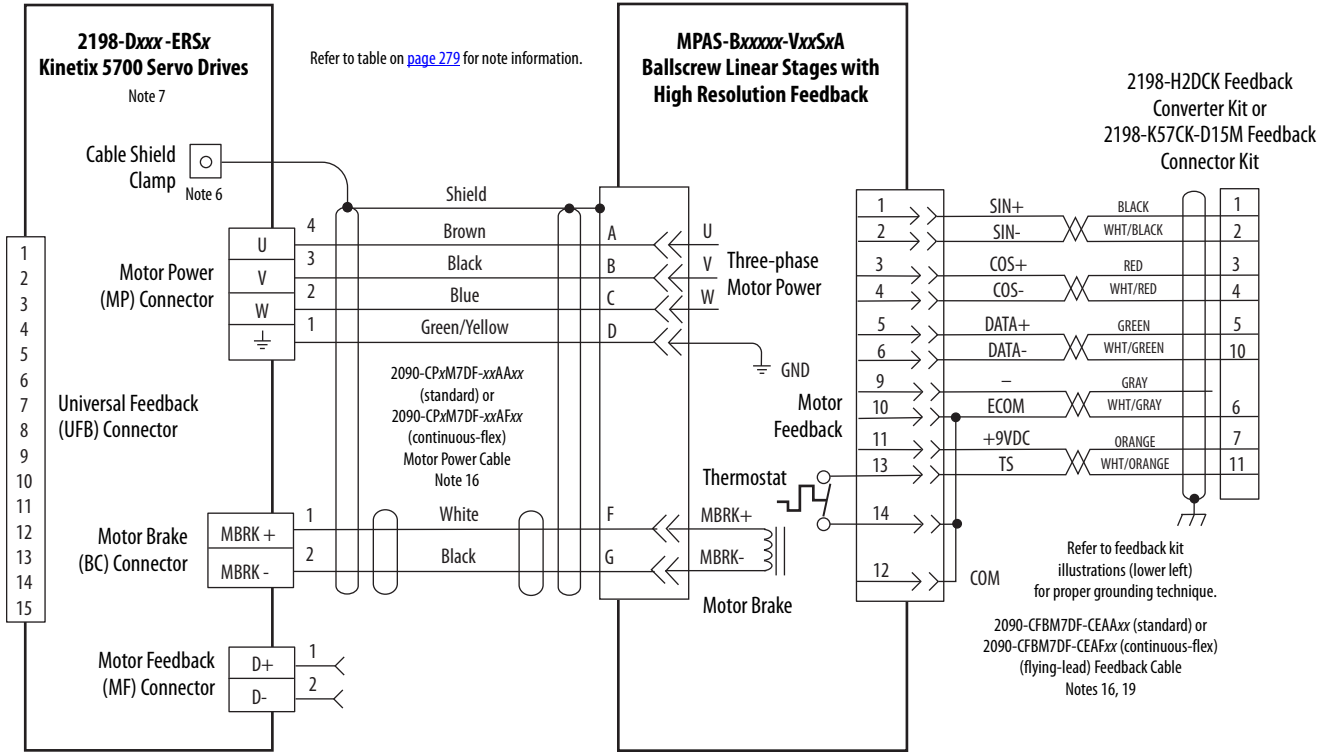 2198-Dxxx -ERSx
Kinetix 5700 Servo Drives
Note 7
Refer to table on page 279 for note information.
MPAS-Bxxxxx-VxxSxA
Ballscrew Linear Stages with
High Resolution Feedback
2198-H2DCK Feedback
Converter Kit or
2198-K57CK-D15M Feedback
Connector Kit
Cable Shield
Clamp
Note 6
Shield
Motor Power
(MP) Connector
U
V
W
4
3
2
1
Brown
Black
Blue
Green/Yellow
A
B
C
D
U
V
W
Three-phase
Motor Power
GND
1
2
3
4
5
6
7
8
9
10
11
12
13
14
15
Universal Feedback
(UFB) Connector
2090-CPxM7DF-xxAAxx
(standard) or
2090-CPxM7DF-xxAFxx
(continuous-flex)
Motor Power Cable
Note 16
Motor Brake
(BC) Connector
MBRK +
MBRK -
1
2
White
Black
F
G
MBRK+
MBRK-
Motor Brake
Motor Feedback
(MF) Connector
D+
D-
1
2
Motor
Feedback
Thermostat
1 SIN+ BLACK 1
2 SIN- WHT/BLACK 2
3 COS+ RED 3
4 COS- WHT/RED 4
5 DATA+ GREEN 5
6 DATA- WHT/GREEN 10
9 – GRAY
10 ECOM WHT/GRAY 6
11 +9VDC ORANGE 7
13 TS WHT/ORANGE 11
14
12 COM
Refer to feedback kit
illustrations (lower left)
for proper grounding technique.
2090-CFBM7DF-CEAAxx (standard) or
2090-CFBM7DF-CEAFxx (continuous-flex)
(flying-lead) Feedback Cable
Notes 16, 19